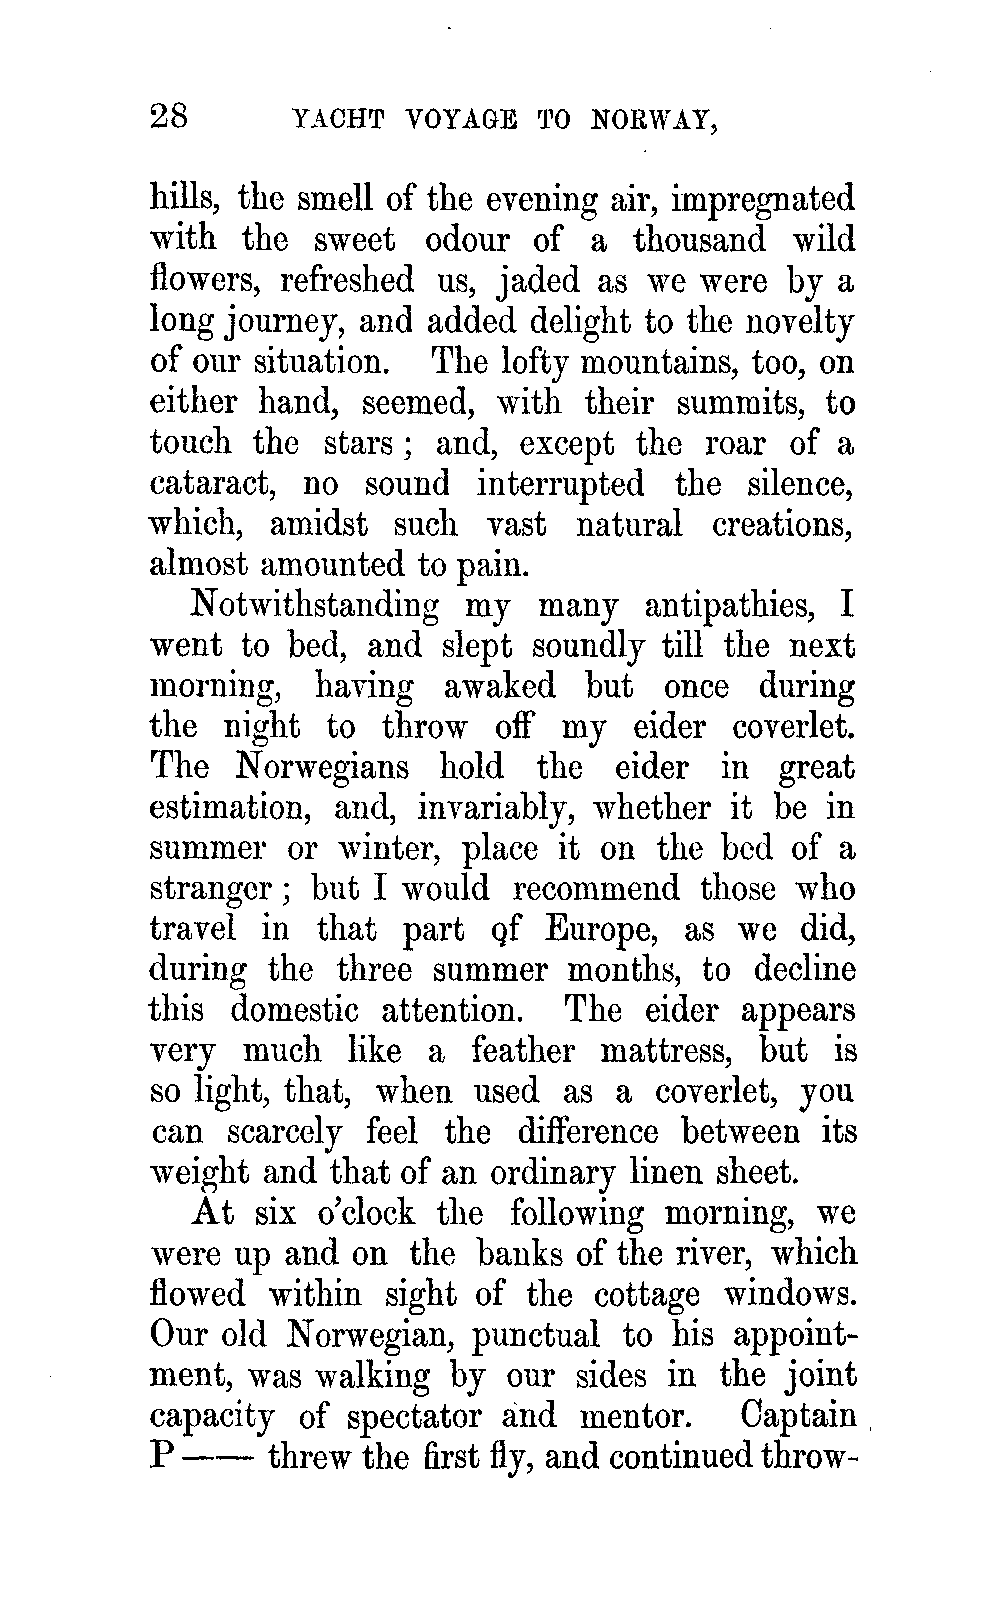 28 YACHT VOYAGE TO NORWAY,
hills, the smell of the evening air, impregnated
with the sweet odour of a thousand wild
flowers, refreshed us, jaded as we were by a
long journey, and added delight to the novelty
of our situation. The lofty mountains, too, on
either hand, seemed, with their summits, to
touch the stars ; and, except the roar of a
cataract, no sound interrupted the silence,
which, amidst such vast natural creations,
almost amounted to pain.
Notwithstanding my many antipathies, I
went to bed, and slept soundly till the next
morning, having awaked but once during
the night to throw off my eider coverlet.
The Norwegians hold the eider in great
estimation, and, invariably, whether it be in
summer or winter, place it on the bed of a
stranger ; but I would recommend those who
travel in that part of Europe, as we did,
during the three summer months, to decline
this domestic attention. The eider appears
very much like a feather mattress, but is
so light, that, when used as a coverlet, you
can scarcely feel the difference between its
weight and that of an ordinary linen sheet.
At six o'clock the following morning, we
were up and on the banks of the river, which
flowed within sight of the cottage windows.
Our old Norwegian, punctual to his appoint-
ment, was walking by our sides in the joint
capacity of spectator and mentor. Captain
P —— threw the first fly, and continued throw-